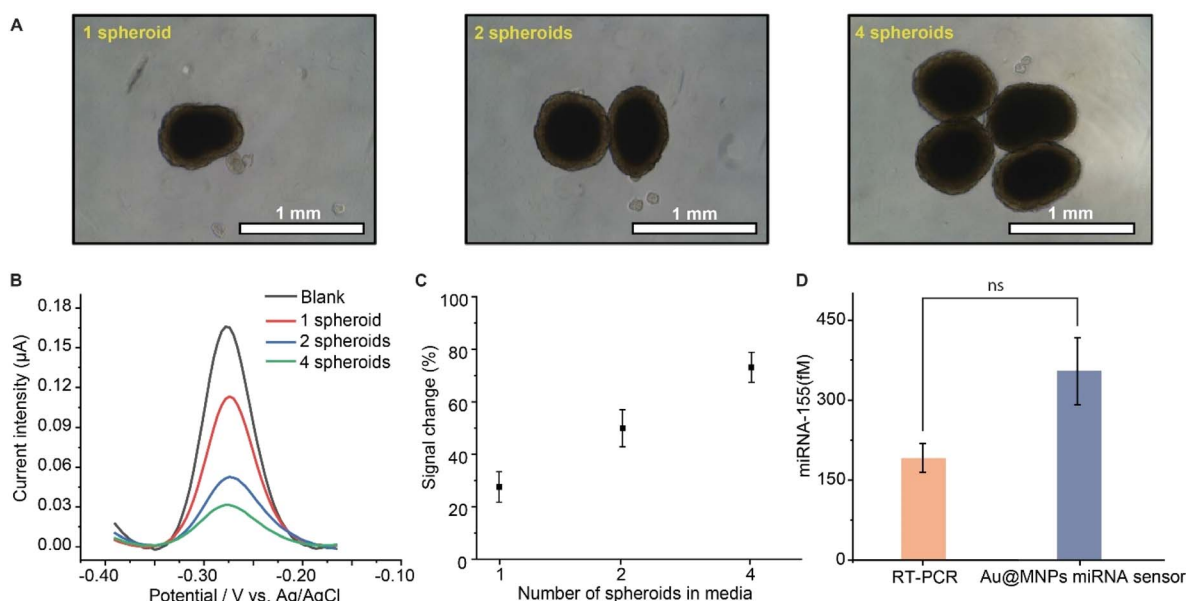 A
1 spheroid
1 mm
2 spheroids
1 mm
4 spheroids
1 mm
B
Current intensity (µA)
0.18
0.15
0.12
0.09
0.06
0.03
0.00
-0.40
-0.30
-0.20
-0.10
Potential / V vs. Ag/AgCl
Blank
1 spheroid
2 spheroids
4 spheroids
C
Signal change (%)
100
80
60
40
20
0
1
2
4
Number of spheroids in media
D
miRNA-155(fM)
450
300
150
0
ns
RT-PCR
Au@MNPs miRNA sensor